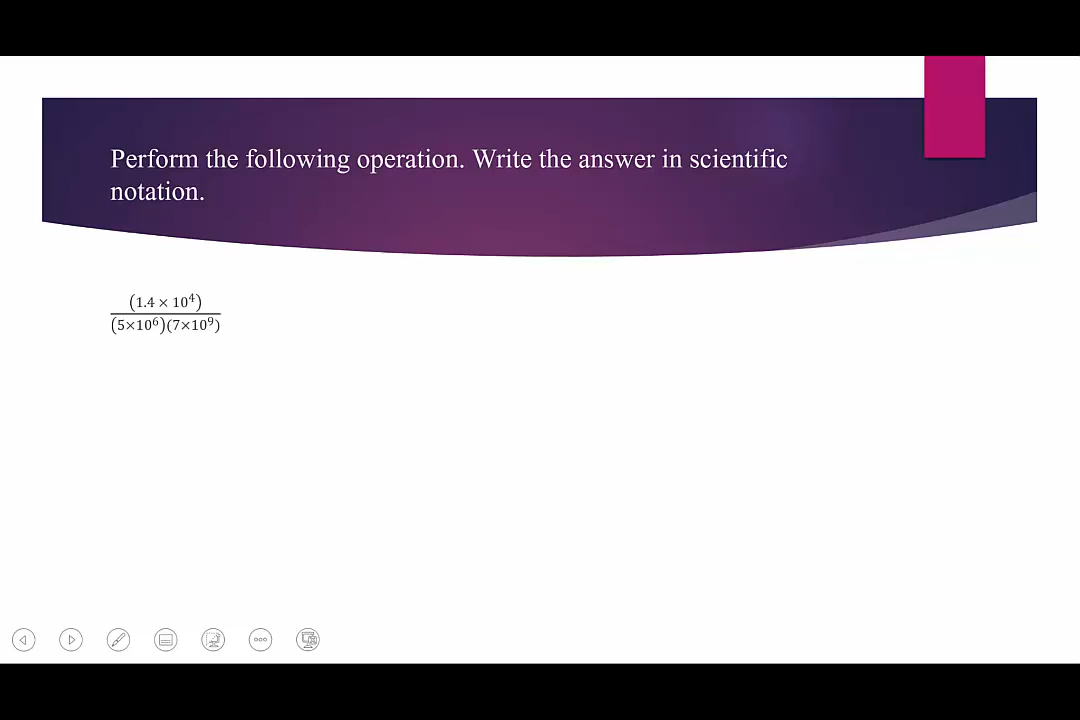 Perform the following operation. Write the answer in scientific
notation.
(1.4 × 10⁴)
(5×10⁶)(7×10⁹)